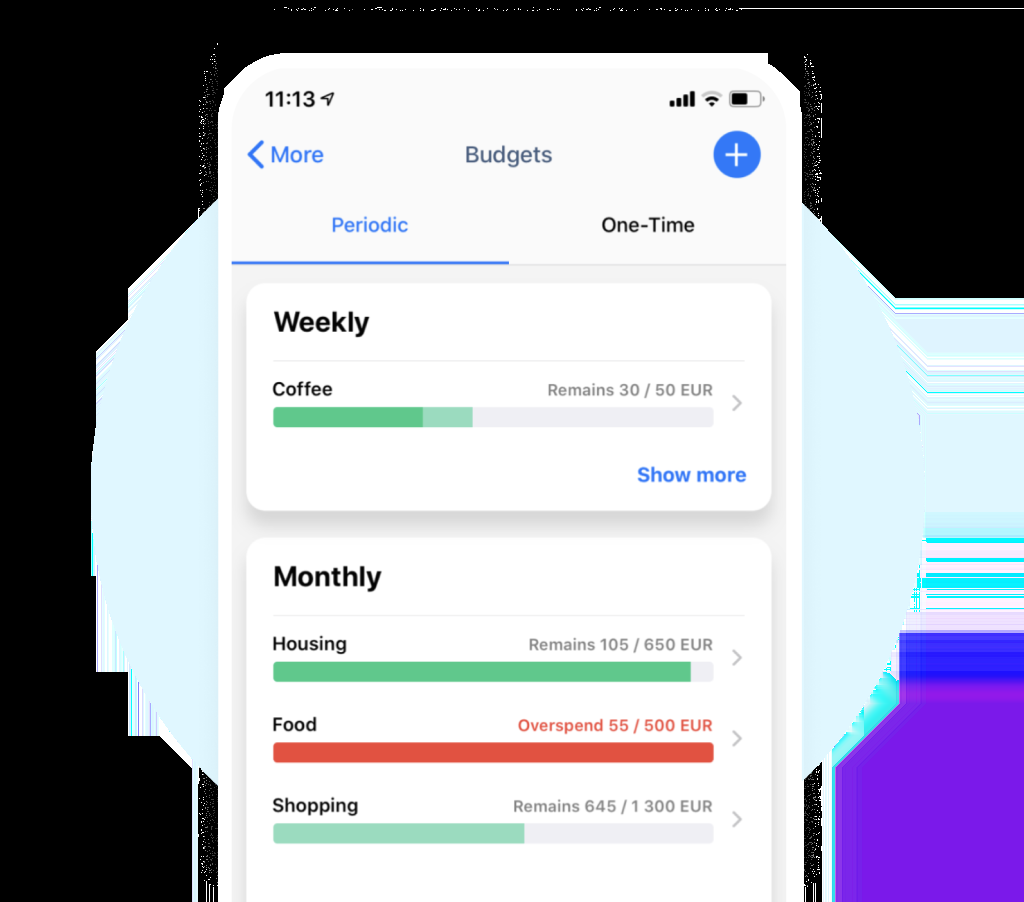 11:13
More Budgets
Periodic One-Time
Weekly
Coffee Remains 30 / 50 EUR
Show more
Monthly
Housing Remains 105 / 650 EUR
Food Overspend 55 / 500 EUR
Shopping Remains 645 / 1 300 EUR